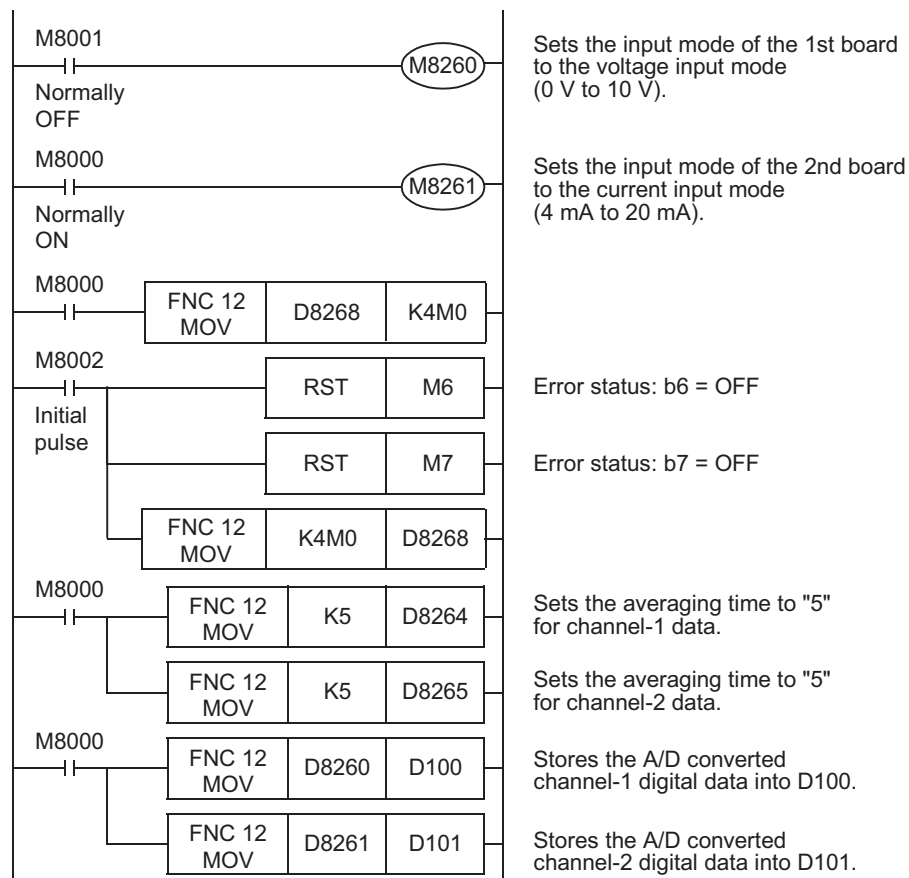 M8001
M8260
Normally
OFF
Sets the input mode of the 1st board
to the voltage input mode
(0 V to 10 V).
M8000
M8261
Normally
ON
Sets the input mode of the 2nd board
to the current input mode
(4 mA to 20 mA).
M8000
FNC 12
MOV
D8268
K4M0
M8002
Initial
pulse
RST
M6
Error status: b6 = OFF
RST
M7
Error status: b7 = OFF
FNC 12
MOV
K4M0
D8268
M8000
FNC 12
MOV
K5
D8264
Sets the averaging time to "5"
for channel-1 data.
FNC 12
MOV
K5
D8265
Sets the averaging time to "5"
for channel-2 data.
M8000
FNC 12
MOV
D8260
D100
Stores the A/D converted
channel-1 digital data into D100.
FNC 12
MOV
D8261
D101
Stores the A/D converted
channel-2 digital data into D101.